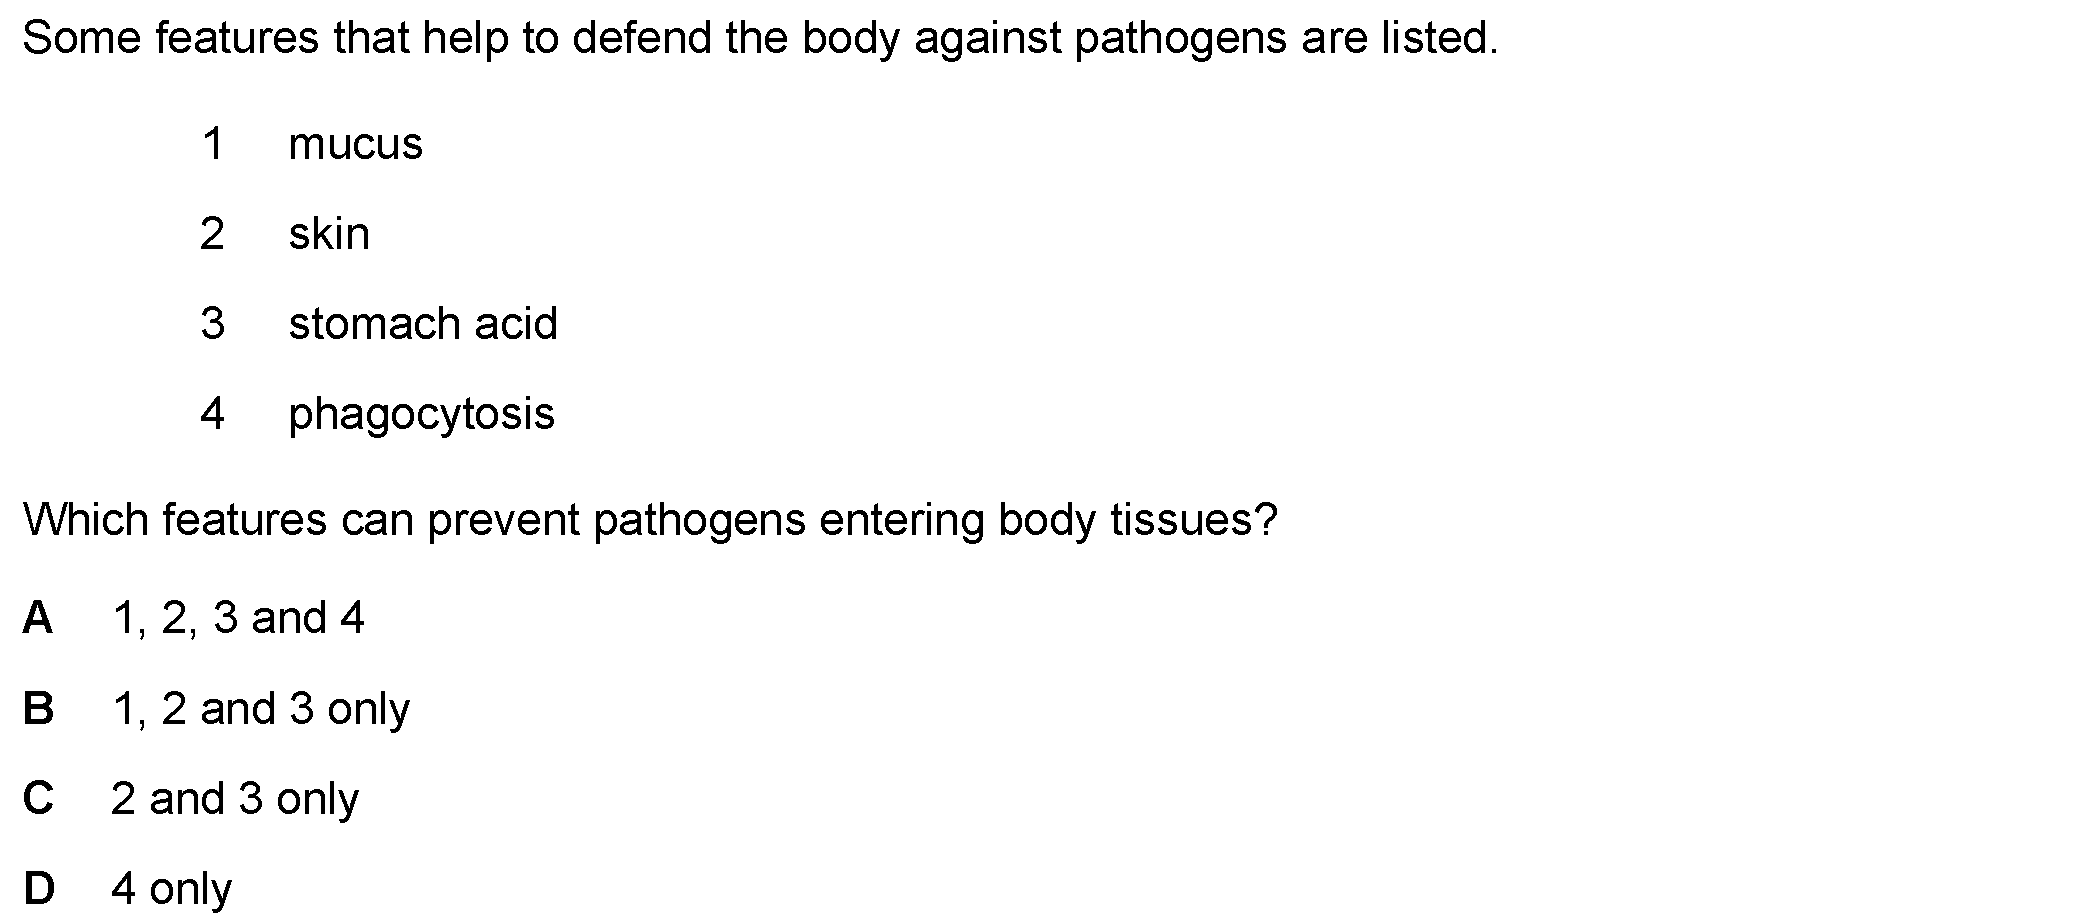 Some features that help to defend the body against pathogens are listed.
1 mucus
2 skin
3 stomach acid
4 phagocytosis
Which features can prevent pathogens entering body tissues?
A 1, 2, 3 and 4
B 1, 2 and 3 only
C 2 and 3 only
D 4 only